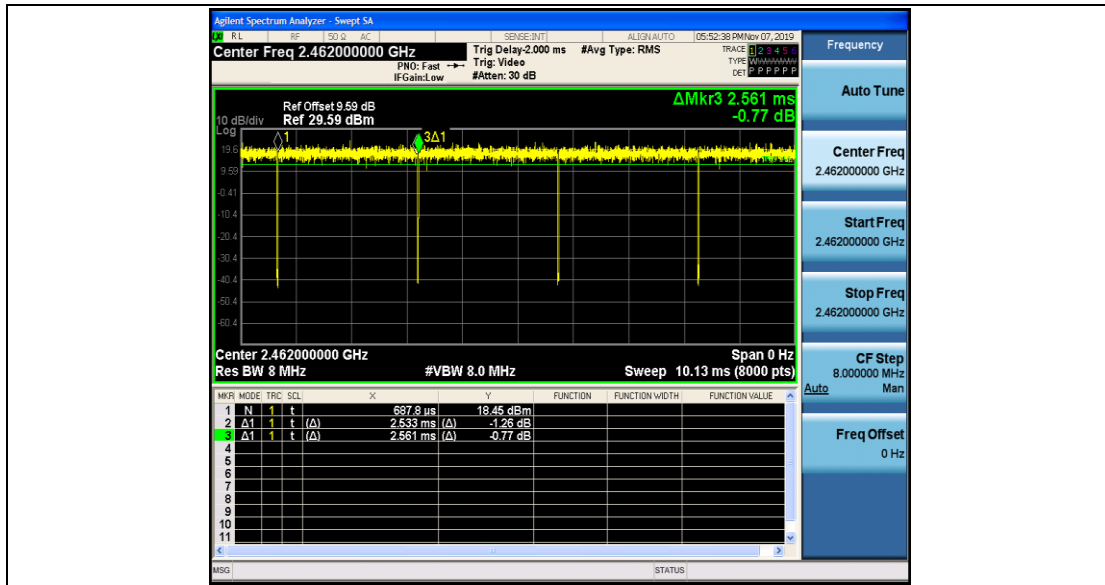 Agilent Spectrum Analyzer - Swept SA
RL RF 50 Ω AC SENSE:INT ALIGN AUTO 05:52:38 PM Nov 07, 2019
Center Freq 2.462000000 GHz
PNO: Fast
IFGain:Low
Trig Delay-2.000 ms
Trig: Video
#Atten: 30 dB
#Avg Type: RMS
TRACE 1 2 3 4 5 6
TYPE
DET P P P P P P
ΔMkr3 2.561 ms
-0.77 dB
Ref Offset 9.59 dB
10 dB/div Ref 29.59 dBm
Log
1
3Δ1
19.6
9.59
-0.41
-10.4
-20.4
-30.4
-40.4
-50.4
-60.4
Center 2.462000000 GHz Span 0 Hz
Res BW 8 MHz #VBW 8.0 MHz Sweep 10.13 ms (8000 pts)
MKR MODE TRC SCL X Y FUNCTION FUNCTION WIDTH FUNCTION VALUE
1 N 1 t 687.8 µs 18.45 dBm
2 Δ1 1 t (Δ) 2.533 ms (Δ) -1.26 dB
3 Δ1 1 t (Δ) 2.561 ms (Δ) -0.77 dB
4
5
6
7
8
9
10
11
MSG STATUS
Frequency
Auto Tune
Center Freq
2.462000000 GHz
Start Freq
2.462000000 GHz
Stop Freq
2.462000000 GHz
CF Step
8.000000 MHz
Auto Man
Freq Offset
0 Hz